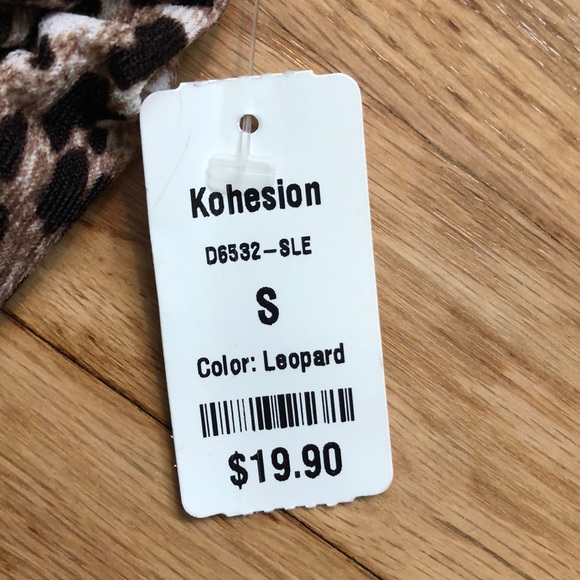 Kohesion
D6532-SLE
S
Color: Leopard
$19.90